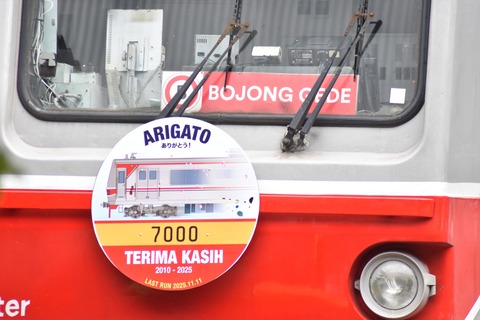 BOJONG GEDE
ARIGATO
ありがとう!
7000
TERIMA KASIH
2010 - 2025
LAST RUN 2025.11.11
ter